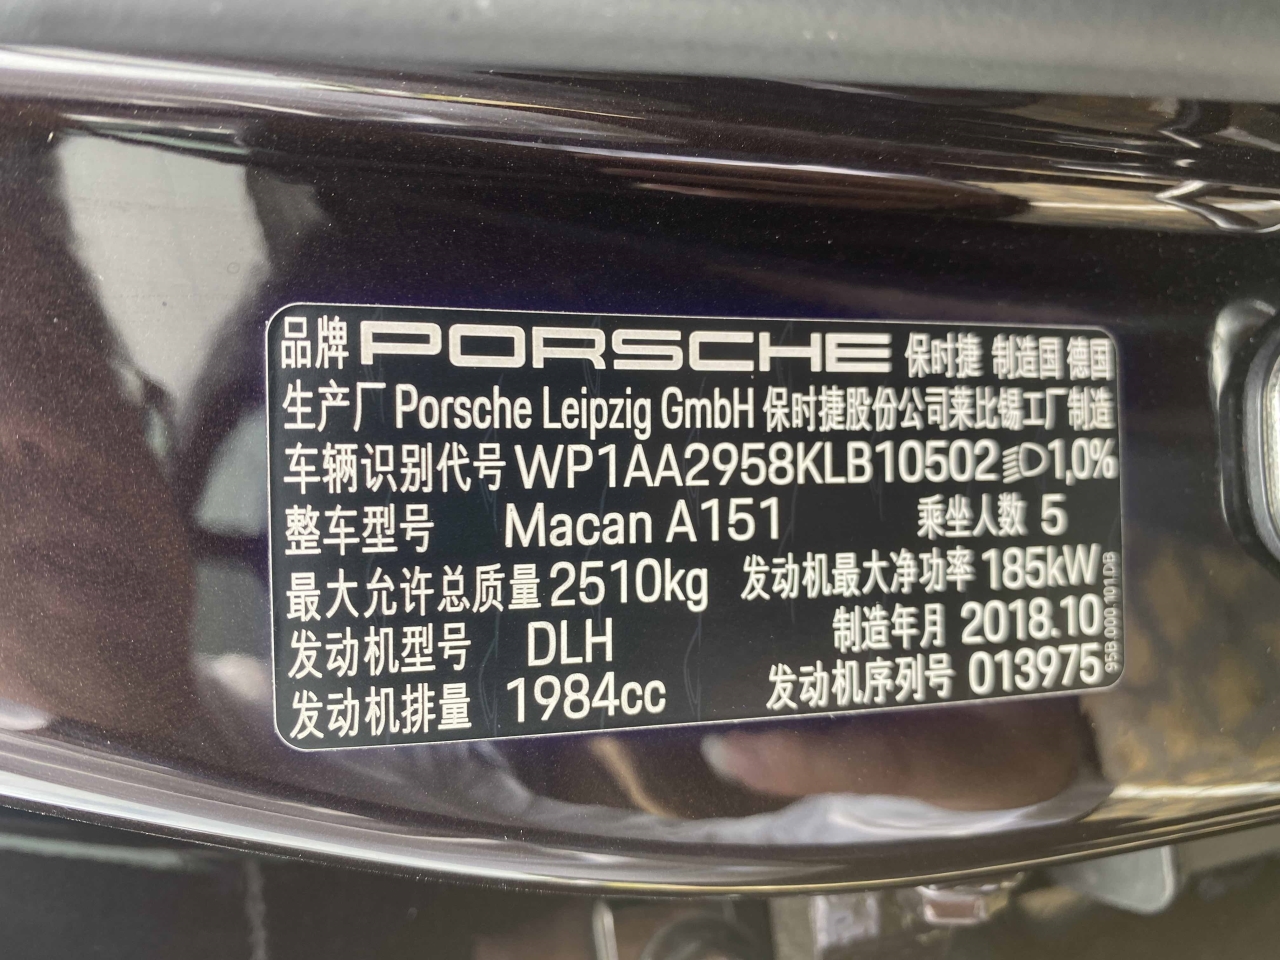 品牌 PORSCHE 保时捷 制造国 德国
生产厂 Porsche Leipzig GmbH 保时捷股份公司莱比锡工厂制造
车辆识别代号 WP1AA2958KLB10502 1,0%
整车型号 Macan A151 乘坐人数 5
最大允许总质量 2510kg 发动机最大净功率 185kW
发动机型号 DLH 制造年月 2018.10
发动机排量 1984cc 发动机序列号 013975
95B.000.101.DB